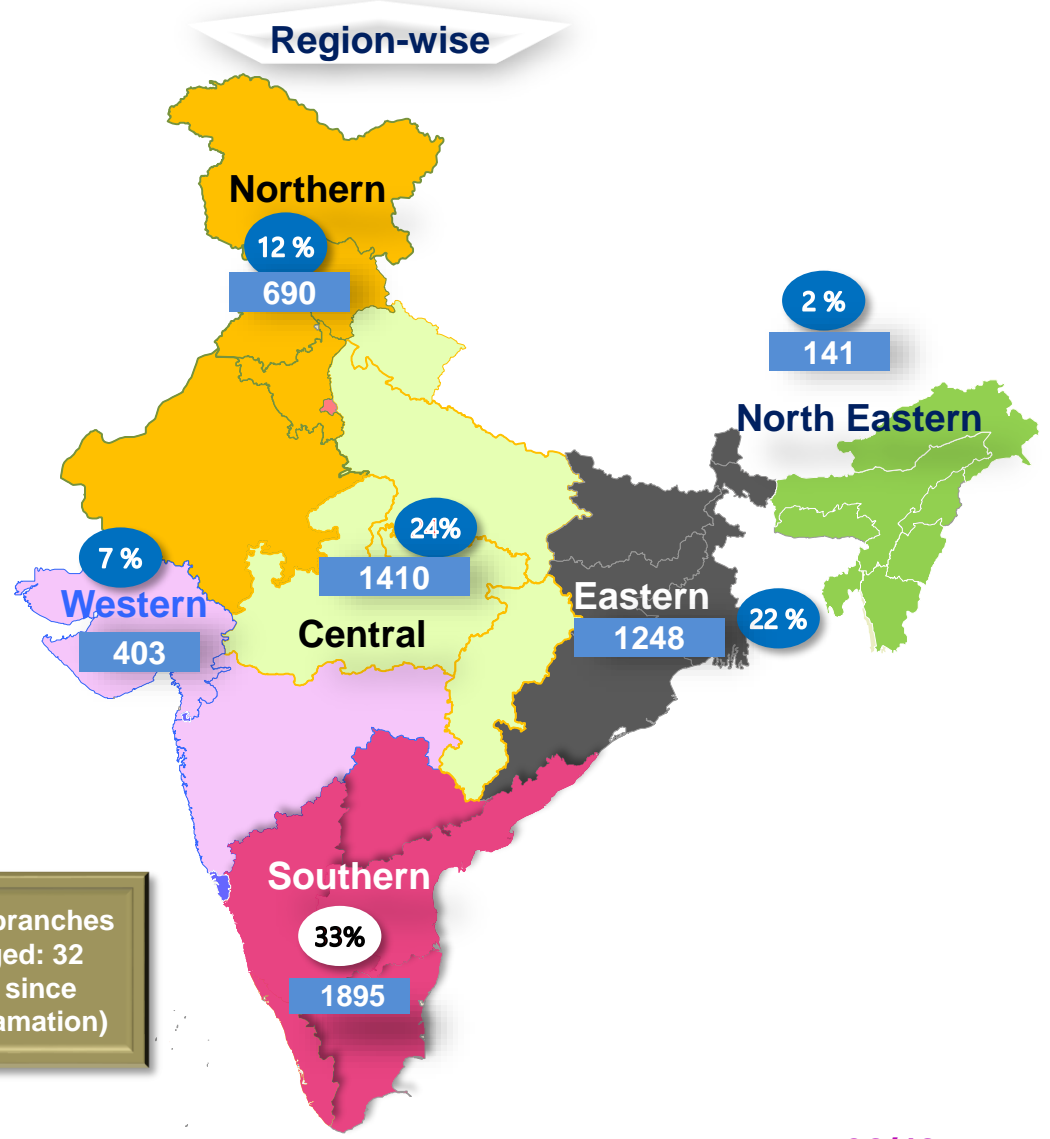 Region-wise
Northern
12 %
690
2 %
141
North Eastern
24%
1410
Central
7 %
Western
403
Eastern
1248
22 %
Southern
33%
1895
branches
ged: 32
since
amation)